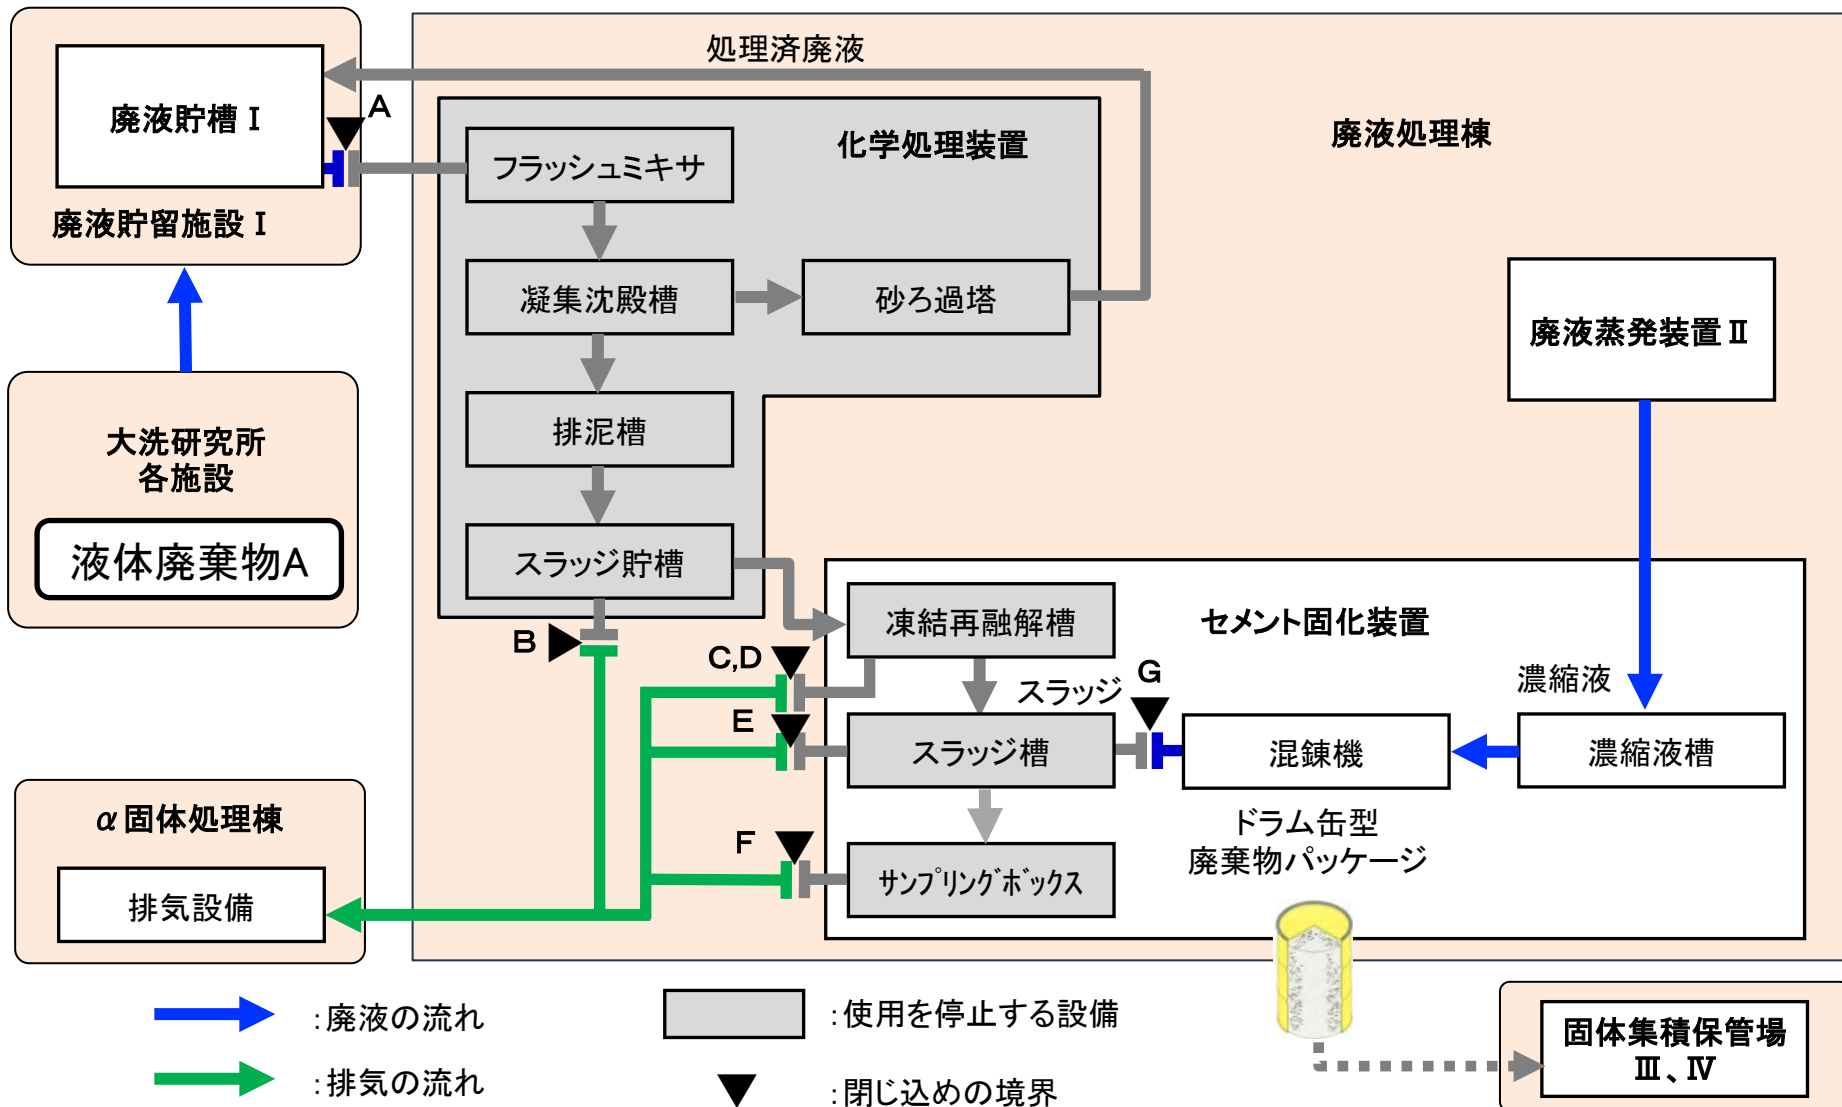 処理済廃液
廃液貯槽Ⅰ
A
廃液貯留施設Ⅰ
化学処理装置
廃液処理棟
フラッシュミキサ
凝集沈殿槽
砂ろ過塔
廃液蒸発装置Ⅱ
排泥槽
大洗研究所
各施設
液体廃棄物A
スラッジ貯槽
B
凍結再融解槽
セメント固化装置
C,D
スラッジ
G
濃縮液
E
スラッジ槽
混錬機
濃縮液槽
α固体処理棟
排気設備
F
サンプリングボックス
ドラム缶型
廃棄物パッケージ
:廃液の流れ
:使用を停止する設備
固体集積保管場
Ⅲ、Ⅳ
:排気の流れ
:閉じ込めの境界